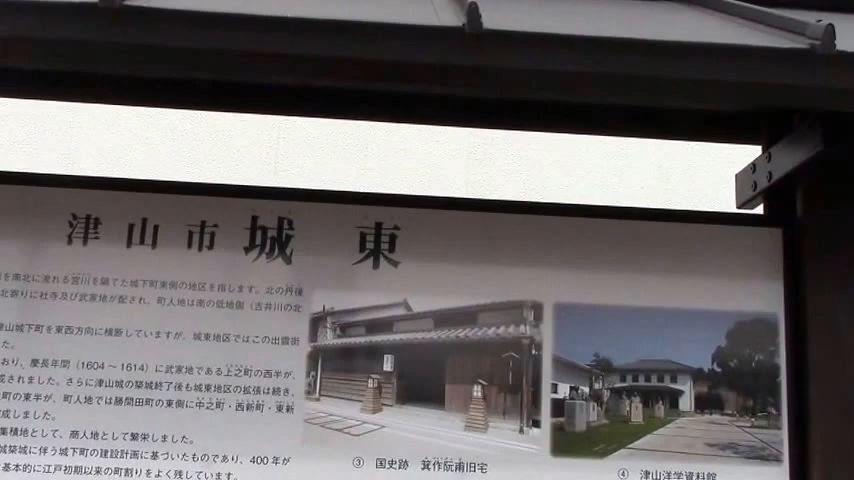 津山市 城東
を南北に流れる宮川を隔てた城下町東側の地区を指します。北の丹後
北寄りに社寺及び武家地が配され、町人地は南の低地側（吉井川の北
津山城下町を東西方向に横断していますが、城東地区ではこの出雲街
た。
おり、慶長年間（1604～1614）に武家地である上之町の西半が、
成されました。さらに津山城の築城終了後も城東地区の拡張は続き、
町の東半が、町人地では勝間田町の東側に中之町・西新町・東新
成しました。
集積地として、商人地として繁栄しました。
城築城に伴う城下町の建設計画に基づいたものであり、400年が
基本的に江戸初期以来の町割りをよく残しています。
③ 国史跡 箕作阮甫旧宅
④ 津山洋学資料館